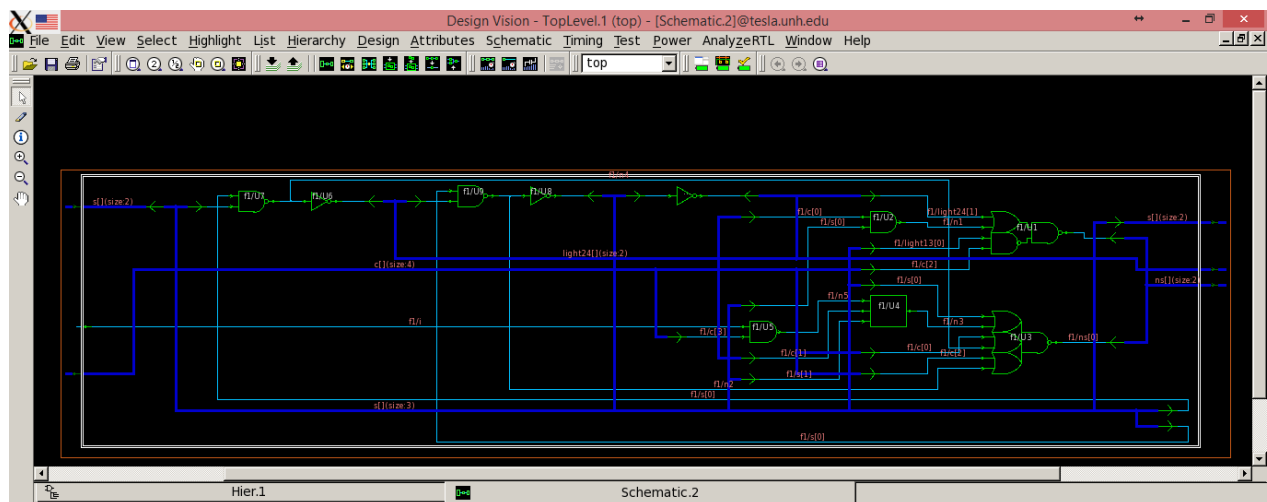 Design Vision - TopLevel.1 (top) - [Schematic.2]@tesla.unh.edu
File Edit View Select Highlight List Hierarchy Design Attributes Schematic Timing Test Power AnalyzeRTL Window Help
top
f1/n4
f1/U7
f1/U6
f1/U9
f1/U8
s[](size:2)
f1/c[0]
f1/U2
f1/light24[1]
s[](size:2)
f1/s[0]
f1/n1
f1/U1
f1/light13[0]
light24[](size:2)
c[](size:4)
f1/c[2]
f1/s[0]
ns[](size:2)
f1/n5
f1/U4
f1/i
f1/n3
f1/U5
f1/c[3]
f1/U3
f1/ns[0]
f1/c[1]
f1/c[0]
f1/c[2]
f1/s[1]
f1/n2
f1/s[0]
s[](size:3)
f1/s[0]
Hier.1
Schematic.2